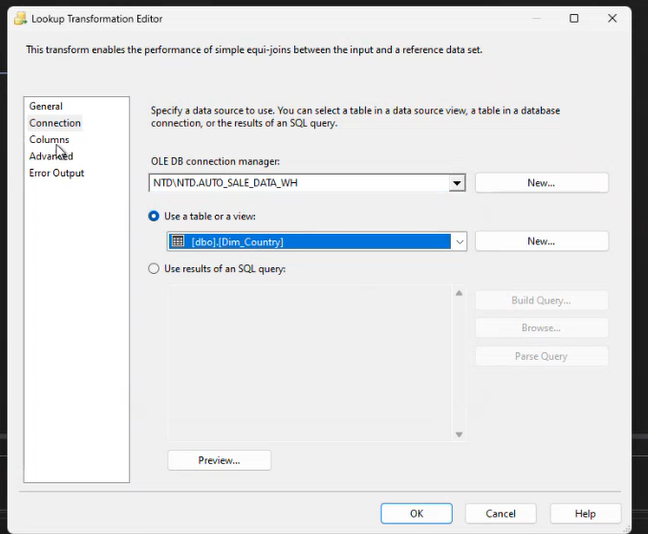 Lookup Transformation Editor
This transform enables the performance of simple equi-joins between the input and a reference data set.
General
Connection
Columns
Advanced
Error Output
Specify a data source to use. You can select a table in a data source view, a table in a database
connection, or the results of an SQL query.
OLE DB connection manager:
NTD\NTD.AUTO_SALE_DATA_WH
New...
Use a table or a view:
[dbo].[Dim_Country]
New...
Use results of an SQL query:
Build Query...
Browse...
Parse Query
Preview...
OK
Cancel
Help